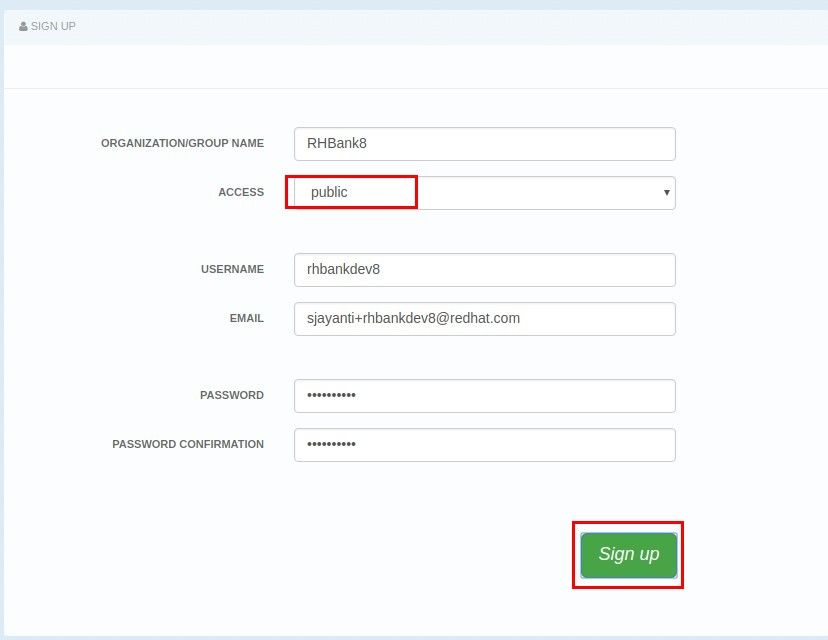 SIGN UP
ORGANIZATION/GROUP NAME RHBank8
ACCESS public
USERNAME rhbankdev8
EMAIL sjayanti+rhbankdev8@redhat.com
PASSWORD ••••••••••
PASSWORD CONFIRMATION ••••••••••
Sign up